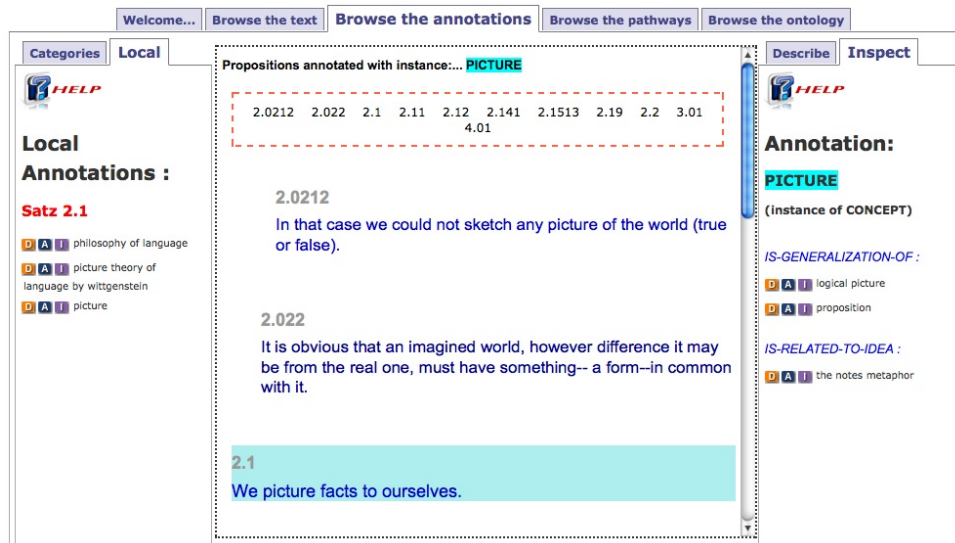 Welcome... Browse the text Browse the annotations Browse the pathways Browse the ontology
Categories Local
HELP
Local
Annotations :
Satz 2.1
D A I philosophy of language
D A I picture theory of
language by wittgenstein
D A I picture
Propositions annotated with instance:... PICTURE
2.0212 2.022 2.1 2.11 2.12 2.141 2.1513 2.19 2.2 3.01
4.01
2.0212
In that case we could not sketch any picture of the world (true
or false).
2.022
It is obvious that an imagined world, however difference it may
be from the real one, must have something-- a form--in common
with it.
2.1
We picture facts to ourselves.
Describe Inspect
HELP
Annotation:
PICTURE
(instance of CONCEPT)
IS-GENERALIZATION-OF :
D A I logical picture
D A I proposition
IS-RELATED-TO-IDEA :
D A I the notes metaphor